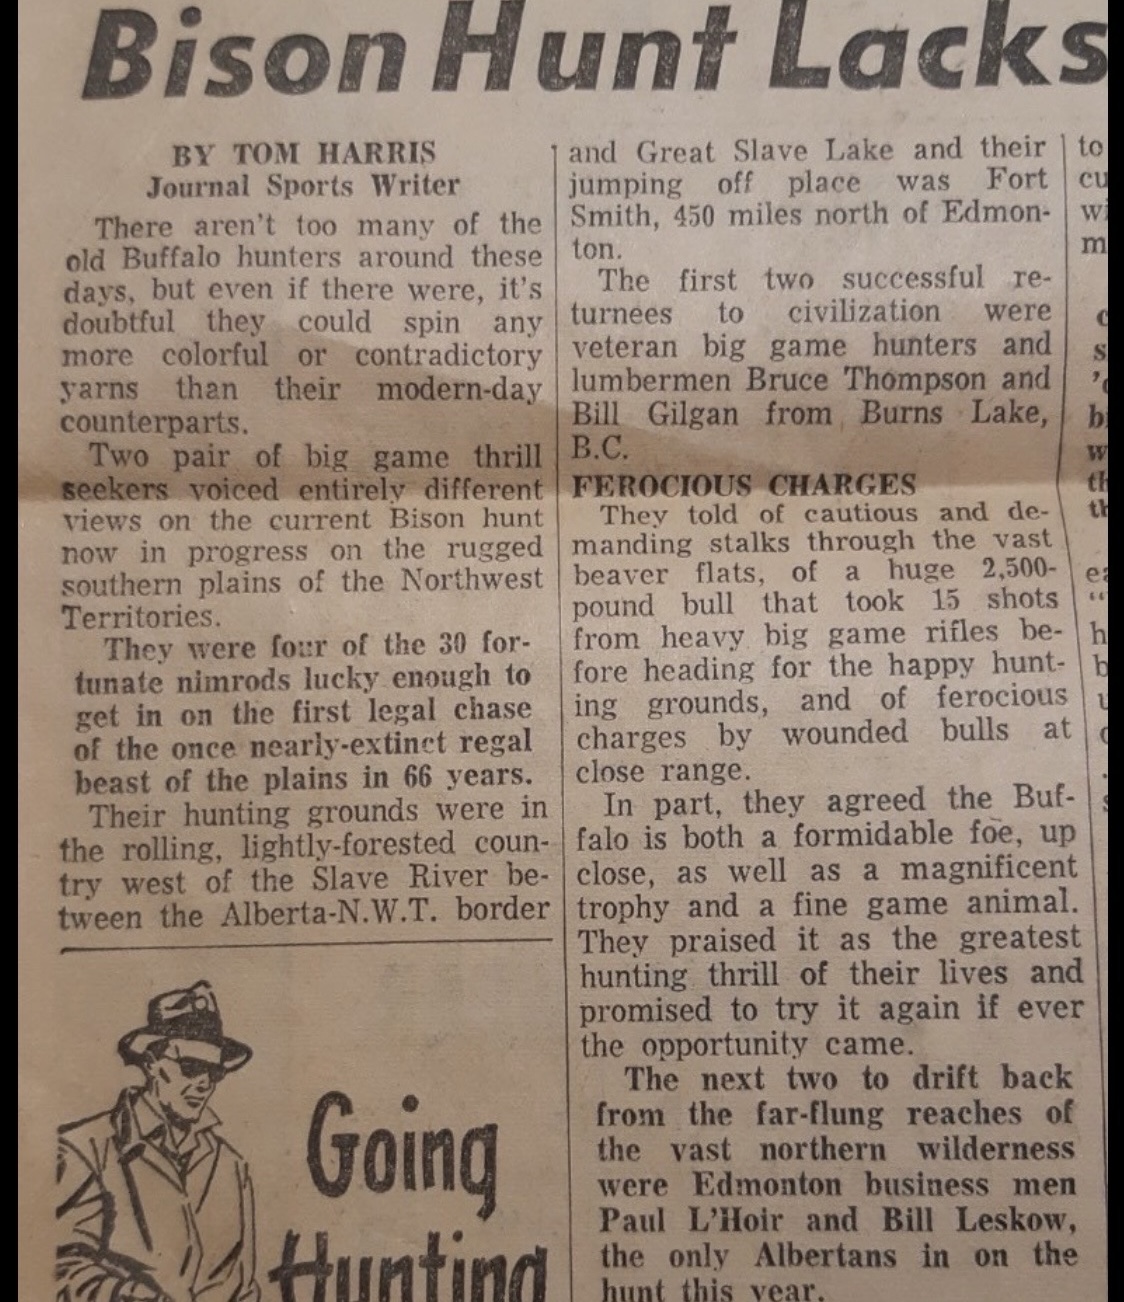 Bison Hunt Lacks
BY TOM HARRIS
Journal Sports Writer
There aren't too many of the
old Buffalo hunters around these
days, but even if there were, it's
doubtful they could spin any
more colorful or contradictory
yarns than their modern-day
counterparts.
Two pair of big game thrill
seekers voiced entirely different
views on the current Bison hunt
now in progress on the rugged
southern plains of the Northwest
Territories.
They were four of the 30 for-
tunate nimrods lucky enough to
get in on the first legal chase
of the once nearly-extinct regal
beast of the plains in 66 years.
Their hunting grounds were in
the rolling, lightly-forested coun-
try west of the Slave River be-
tween the Alberta-N.W.T. border
Going
Hunting
and Great Slave Lake and their
jumping off place was Fort
Smith, 450 miles north of Edmon-
ton.
The first two successful re-
turnees to civilization were
veteran big game hunters and
lumbermen Bruce Thompson and
Bill Gilgan from Burns Lake,
B.C.
FEROCIOUS CHARGES
They told of cautious and de-
manding stalks through the vast
beaver flats, of a huge 2,500-
pound bull that took 15 shots
from heavy big game rifles be-
fore heading for the happy hunt-
ing grounds, and of ferocious
charges by wounded bulls at
close range.
In part, they agreed the Buf-
falo is both a formidable foe, up
close, as well as a magnificent
trophy and a fine game animal.
They praised it as the greatest
hunting thrill of their lives and
promised to try it again if ever
the opportunity came.
The next two to drift back
from the far-flung reaches of
the vast northern wilderness
were Edmonton business men
Paul L'Hoir and Bill Leskow,
the only Albertans in on the
hunt this year.
to